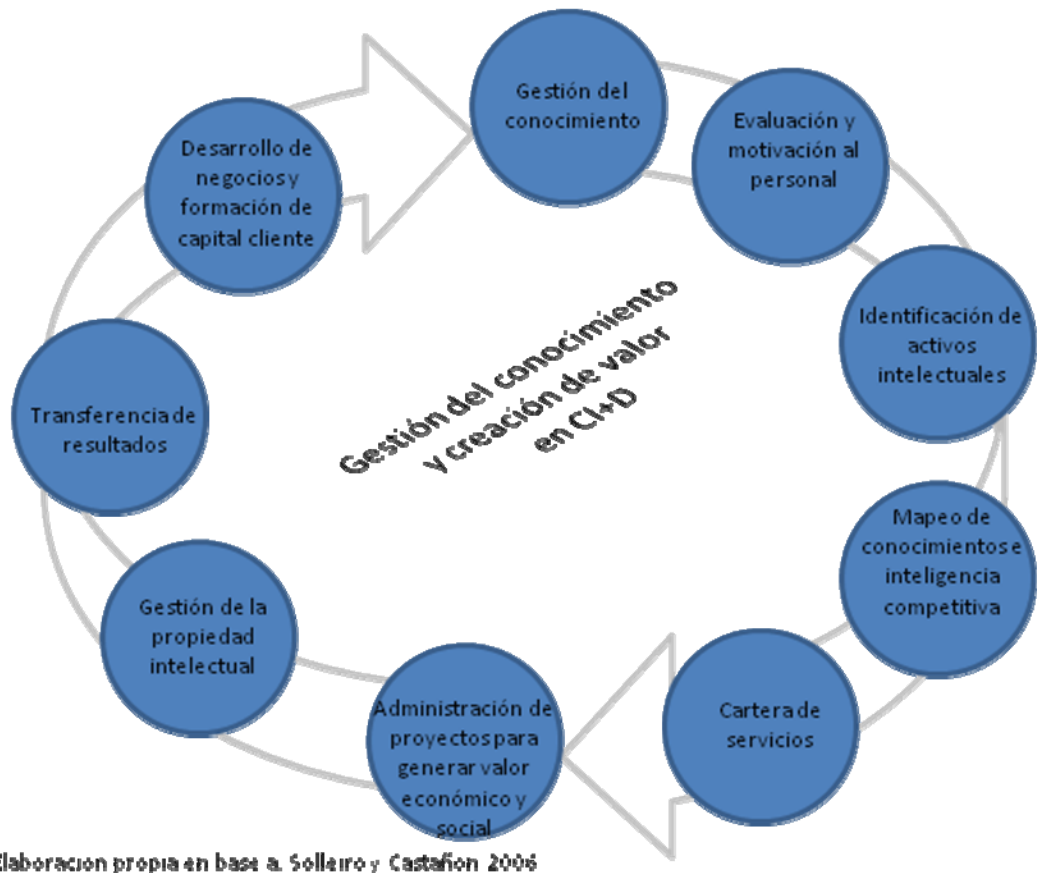 Gestión del
conocimiento
Evaluación y
motivación al
personal
Identificación de
activos
intelectuales
Mapeo de
conocimientos e
inteligencia
competitiva
Cartera de
servicios
Administración de
proyectos para
generar valor
económico y
social
Gestión de la
propiedad
intelectual
Transferencia de
resultados
Desarrollo de
negocios y
formación de
capital cliente
Gestión del conocimiento
y creación de valor
en CI+D
Elaboracion propia en base a. Solleiro y Castañon 2006